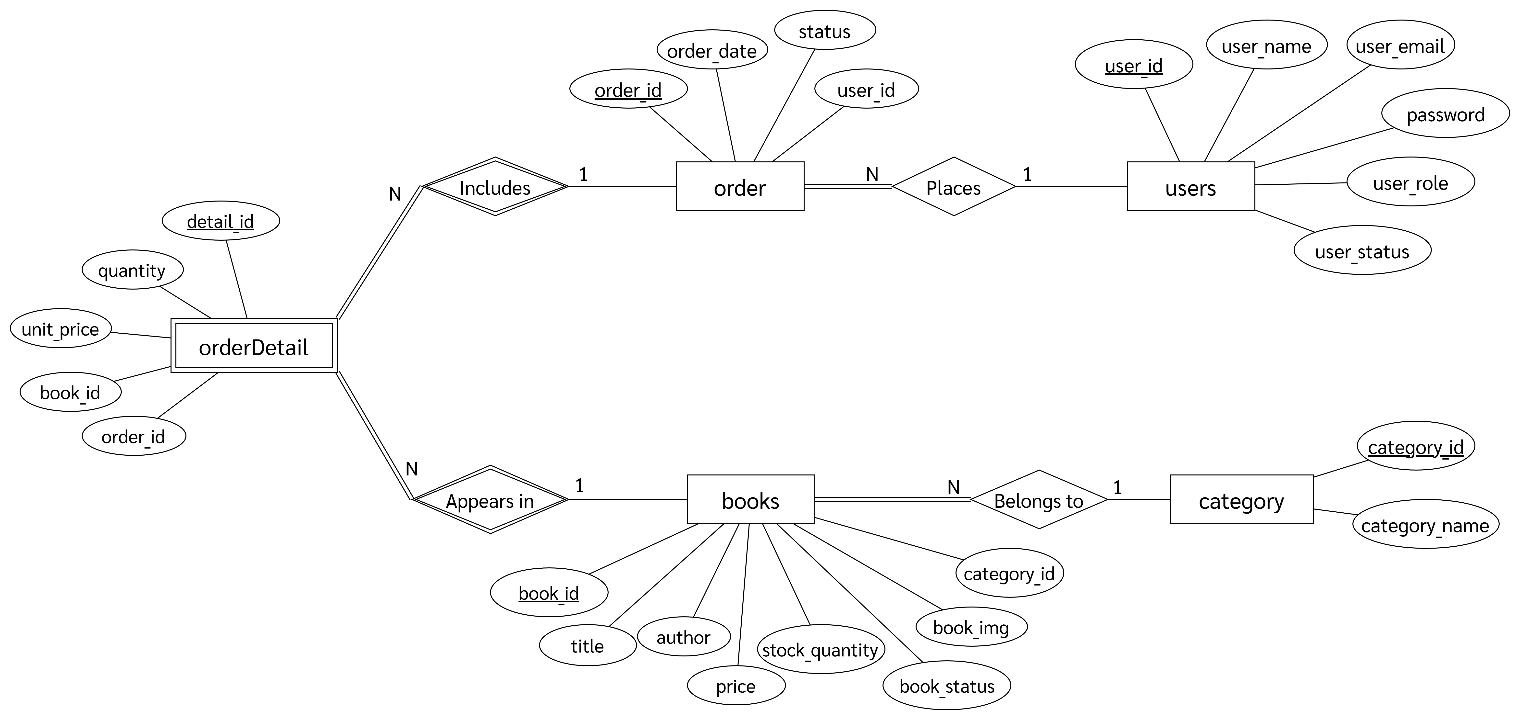 status
order_date
user_name
user_email
user_id
order_id
user_id
password
1
N
1
Includes
order
Places
users
user_role
N
detail_id
user_status
quantity
unit_price
orderDetail
book_id
order_id
category_id
N
1
N
1
Appears in
books
Belongs to
category
category_name
category_id
book_id
book_img
title
author
stock_quantity
price
book_status